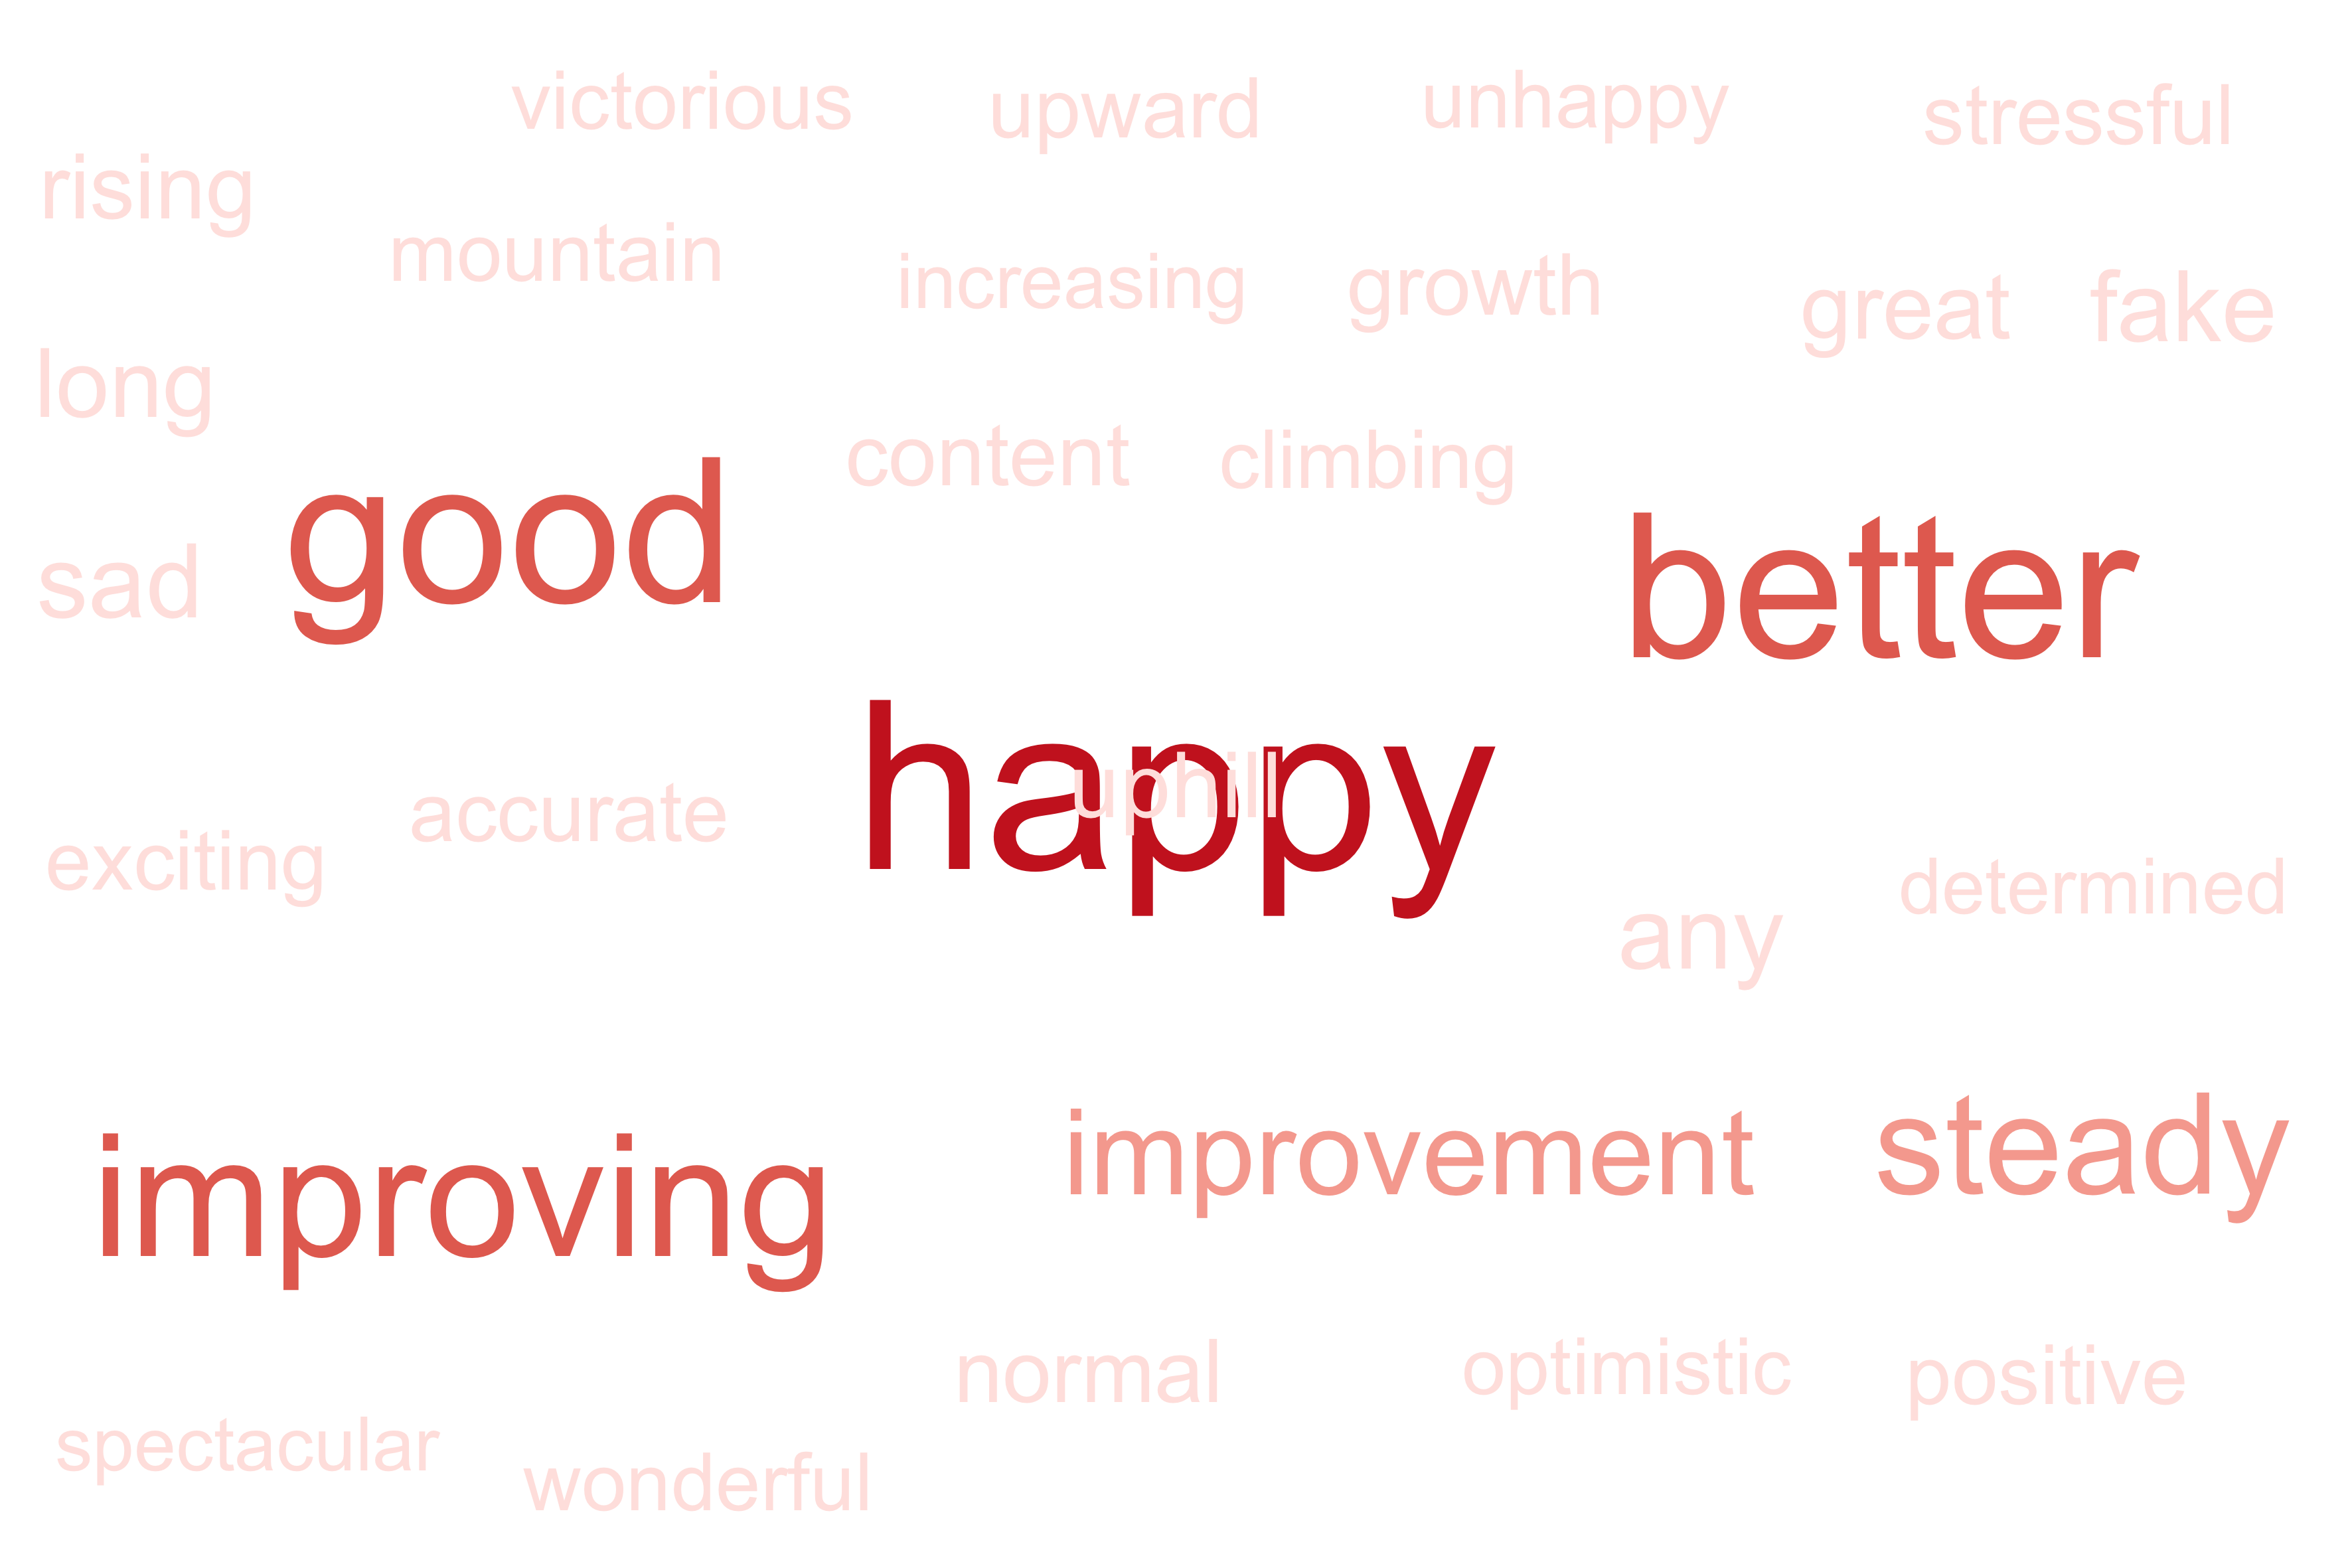 victorious
upward
unhappy
stressful
rising
mountain
increasing
growth
great
fake
long
content
climbing
good
better
sad
happy
uphill
accurate
exciting
determined
any
improving
improvement
steady
normal
optimistic
positive
spectacular
wonderful